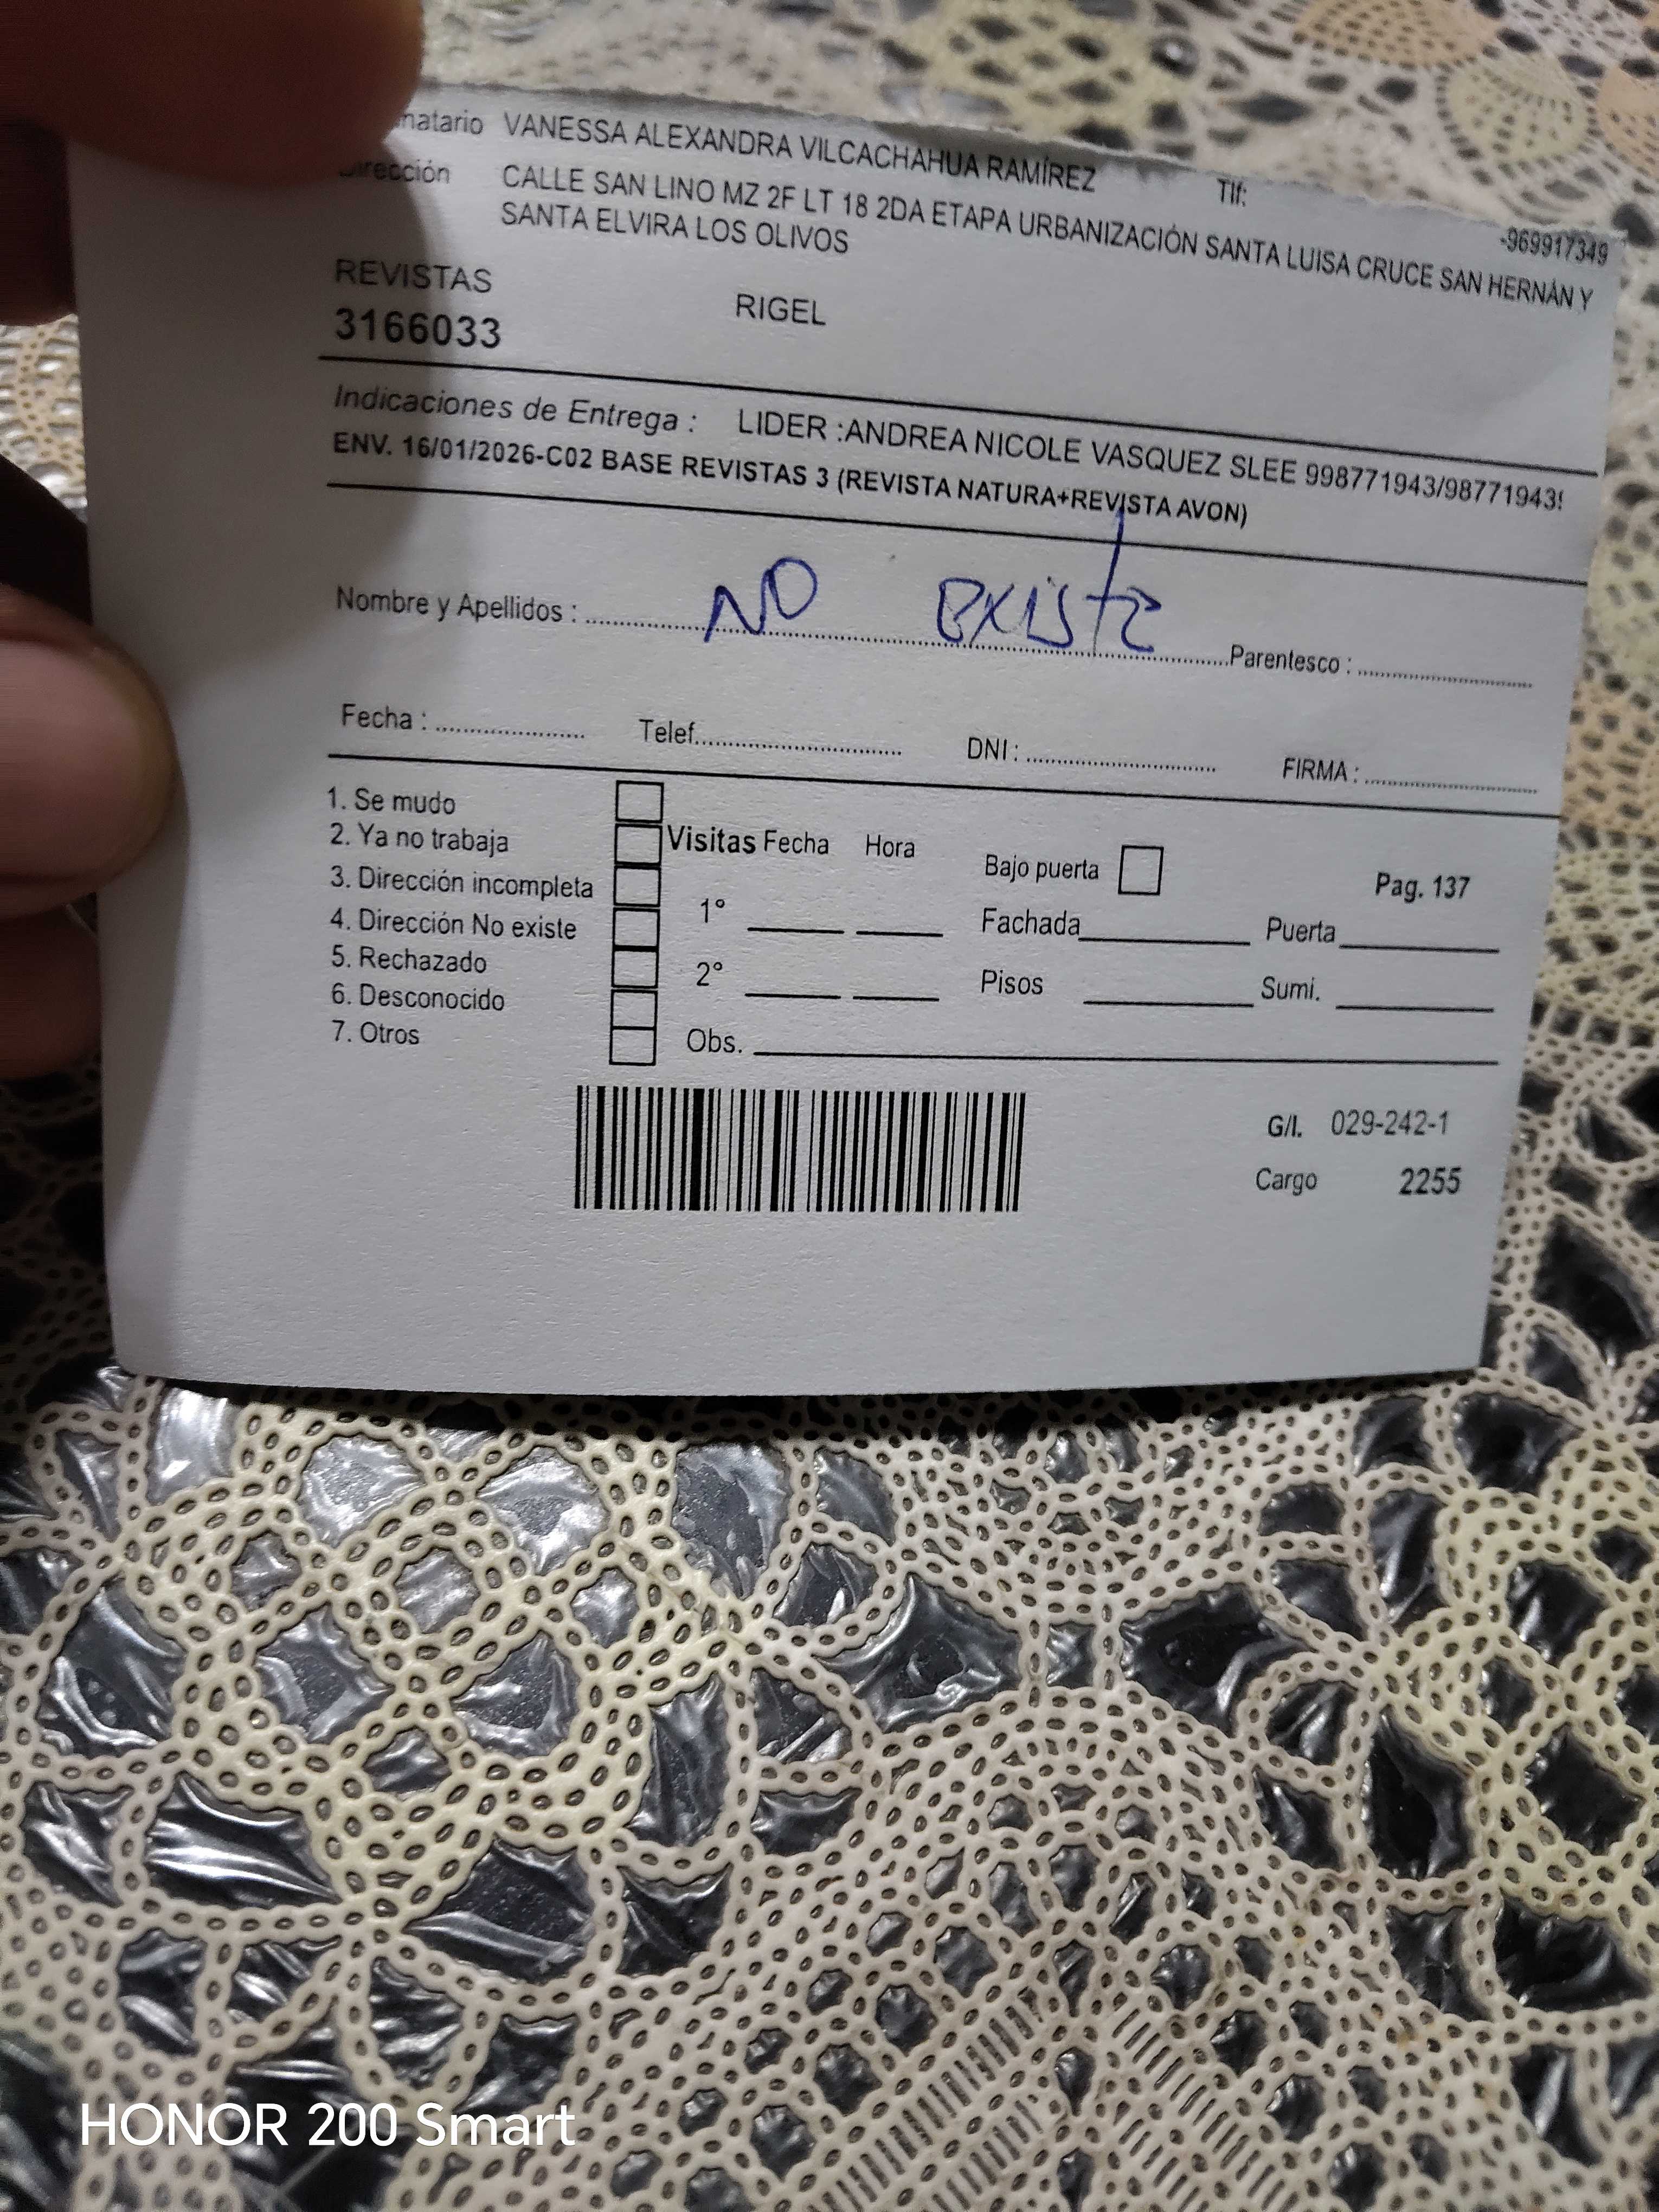 VANESSA ALEXANDRA VILCACHAHUA RAMÍREZ Tlf: -969917349
Dirección CALLE SAN LINO MZ 2F LT 18 2DA ETAPA URBANIZACIÓN SANTA LUISA CRUCE SAN HERNÁN Y
SANTA ELVIRA LOS OLIVOS
REVISTAS RIGEL
3166033
Indicaciones de Entrega : LIDER :ANDREA NICOLE VASQUEZ SLEE 998771943/98771943
ENV. 16/01/2026-C02 BASE REVISTAS 3 (REVISTA NATURA+REVISTA AVON)
Nombre y Apellidos : NO EXISTE Parentesco :
Fecha : Telef. DNI : FIRMA :
1. Se mudo
2. Ya no trabaja Visitas Fecha Hora Bajo puerta Pag. 137
3. Dirección incompleta 1° Fachada Puerta
4. Dirección No existe
5. Rechazado 2° Pisos Sumi.
6. Desconocido
7. Otros Obs.
G/I. 029-242-1
Cargo 2255
HONOR 200 Smart